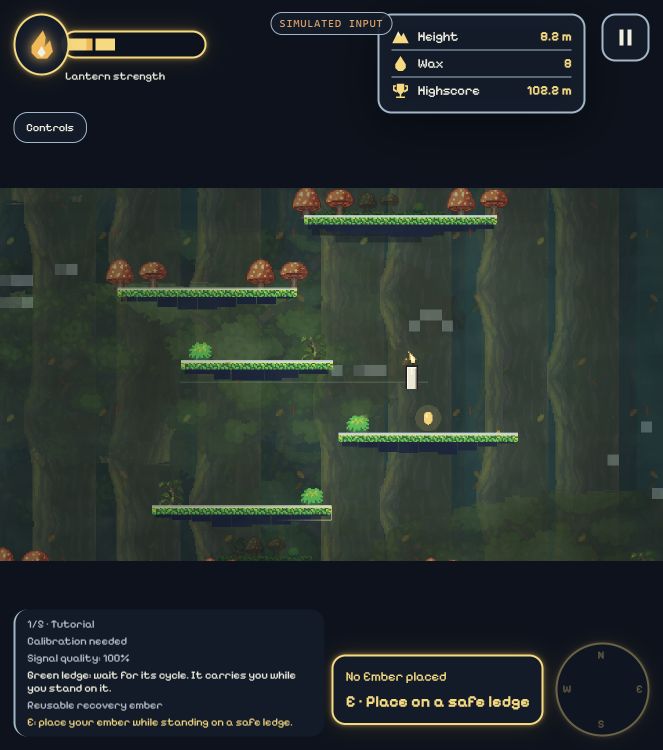 SIMULATED INPUT
Height 8.8 m
Wax 8
Highscore 108.8 m
Lantern strength
Controls
1/8 · Tutorial
Calibration needed
Signal quality: 100%
Green ledge: wait for its cycle. It carries you while
you stand on it.
Reusable recovery ember
E: place your ember while standing on a safe ledge.
No Ember placed
E · Place on a safe ledge
N
W
E
S